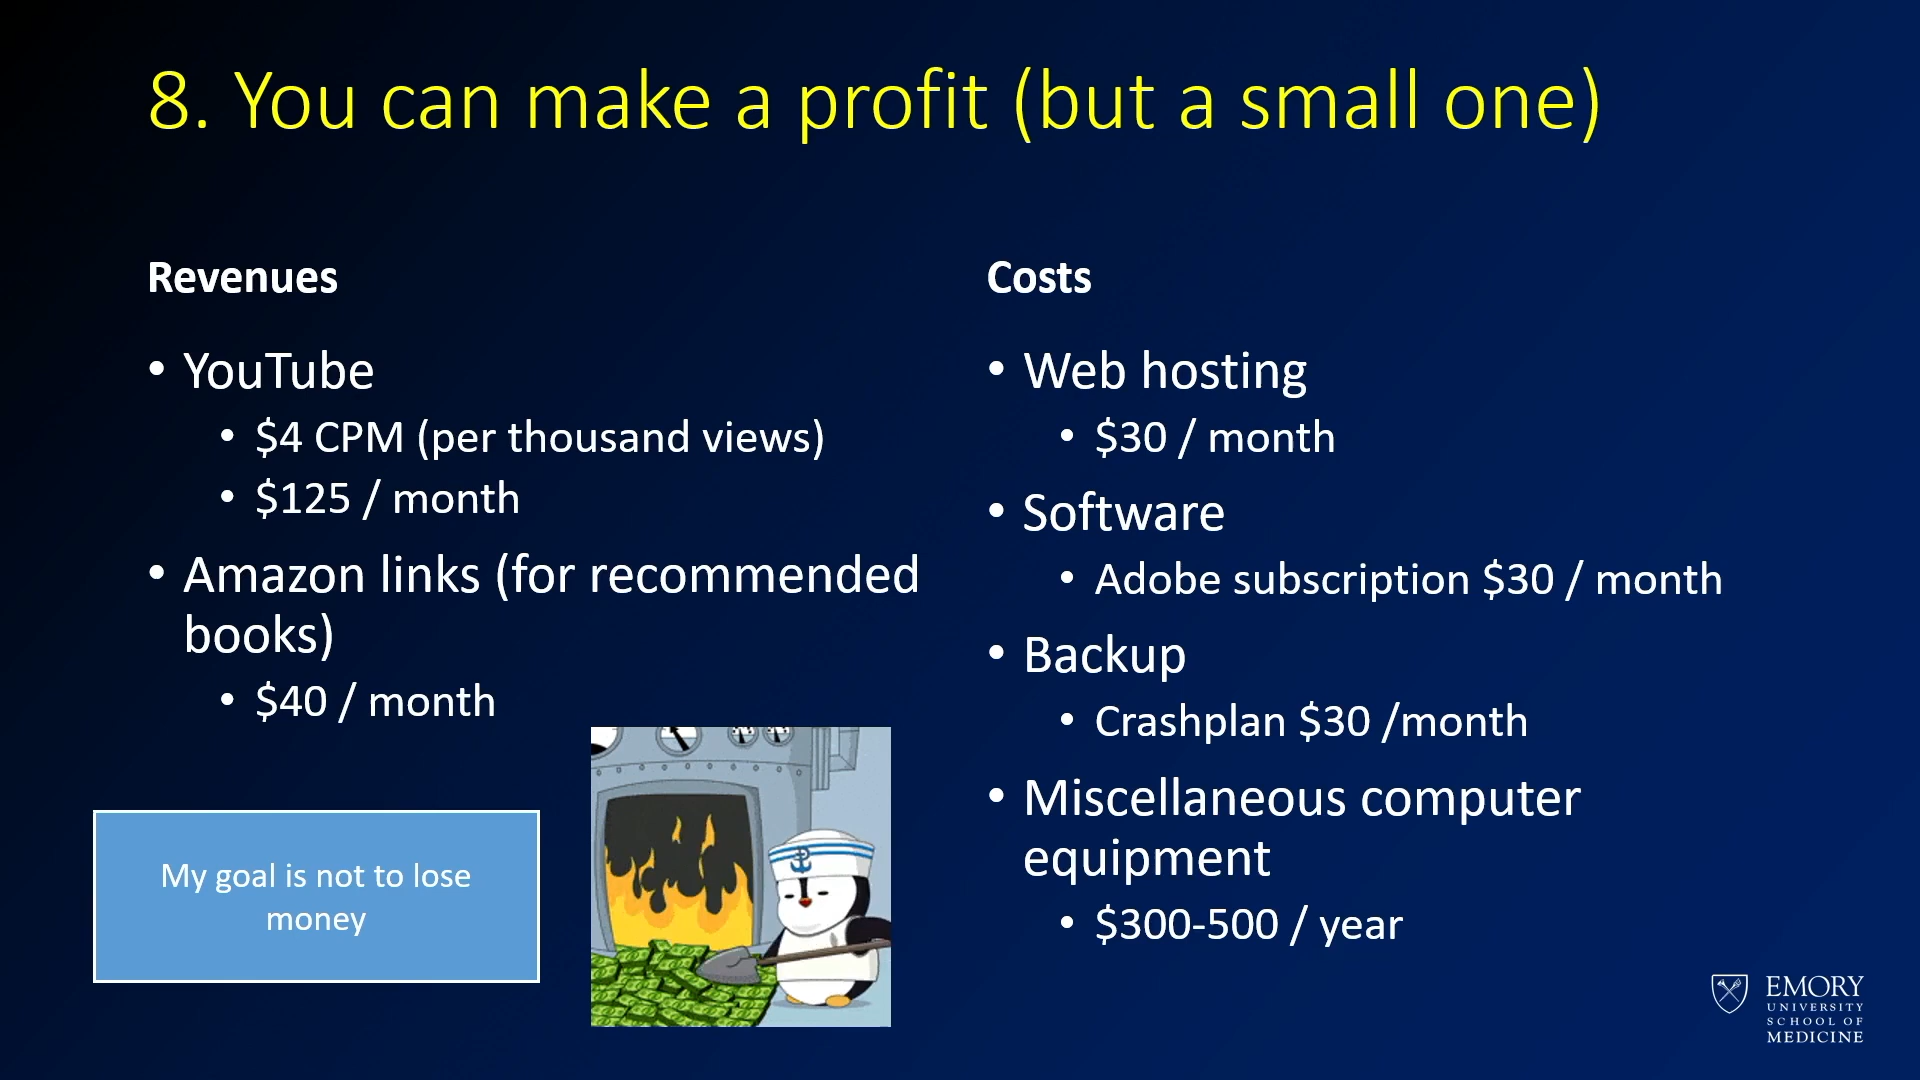 8. You can make a profit (but a small one)
Revenues
• YouTube
• $4 CPM (per thousand views)
• $125 / month
• Amazon links (for recommended
books)
• $40 / month
My goal is not to lose
money
Costs
• Web hosting
• $30 / month
• Software
• Adobe subscription $30 / month
• Backup
• Crashplan $30 /month
• Miscellaneous computer
equipment
• $300-500 / year
EMORY
UNIVERSITY
SCHOOL OF
MEDICINE